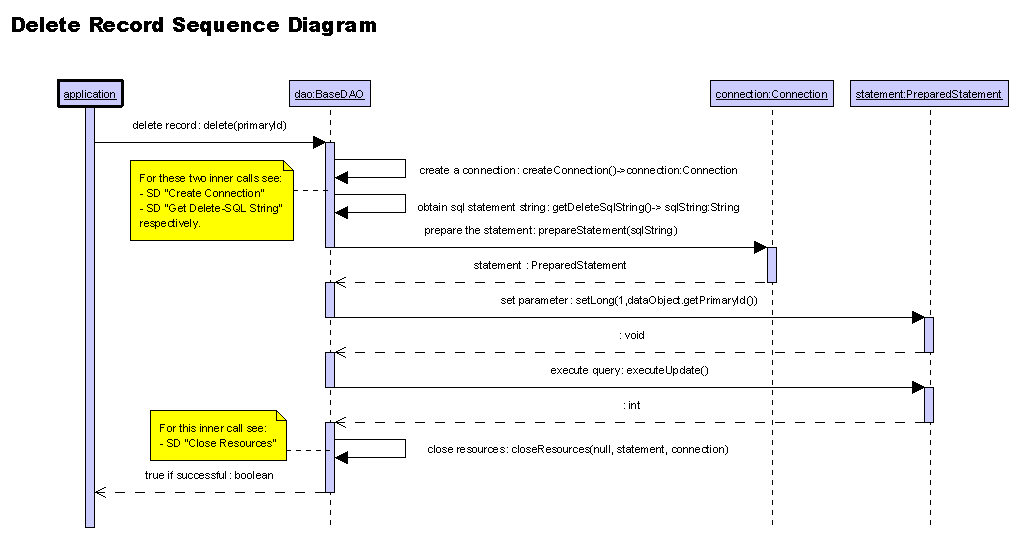 Delete Record Sequence Diagram
application
dao:BaseDAO
connection:Connection
statement:PreparedStatement
delete record: delete(primaryId)
For these two inner calls see:
- SD "Create Connection"
- SD "Get Delete-SQL String"
respectively.
create a connection: createConnection()->connection:Connection
obtain sql statement string: getDeleteSqlString()-> sqlString:String
prepare the statement: prepareStatement(sqlString)
statement : PreparedStatement
set parameter: setLong(1,dataObject.getPrimaryId())
: void
execute query: executeUpdate()
: int
For this inner call see:
- SD "Close Resources"
close resources: closeResources(null, statement, connection)
true if successful : boolean